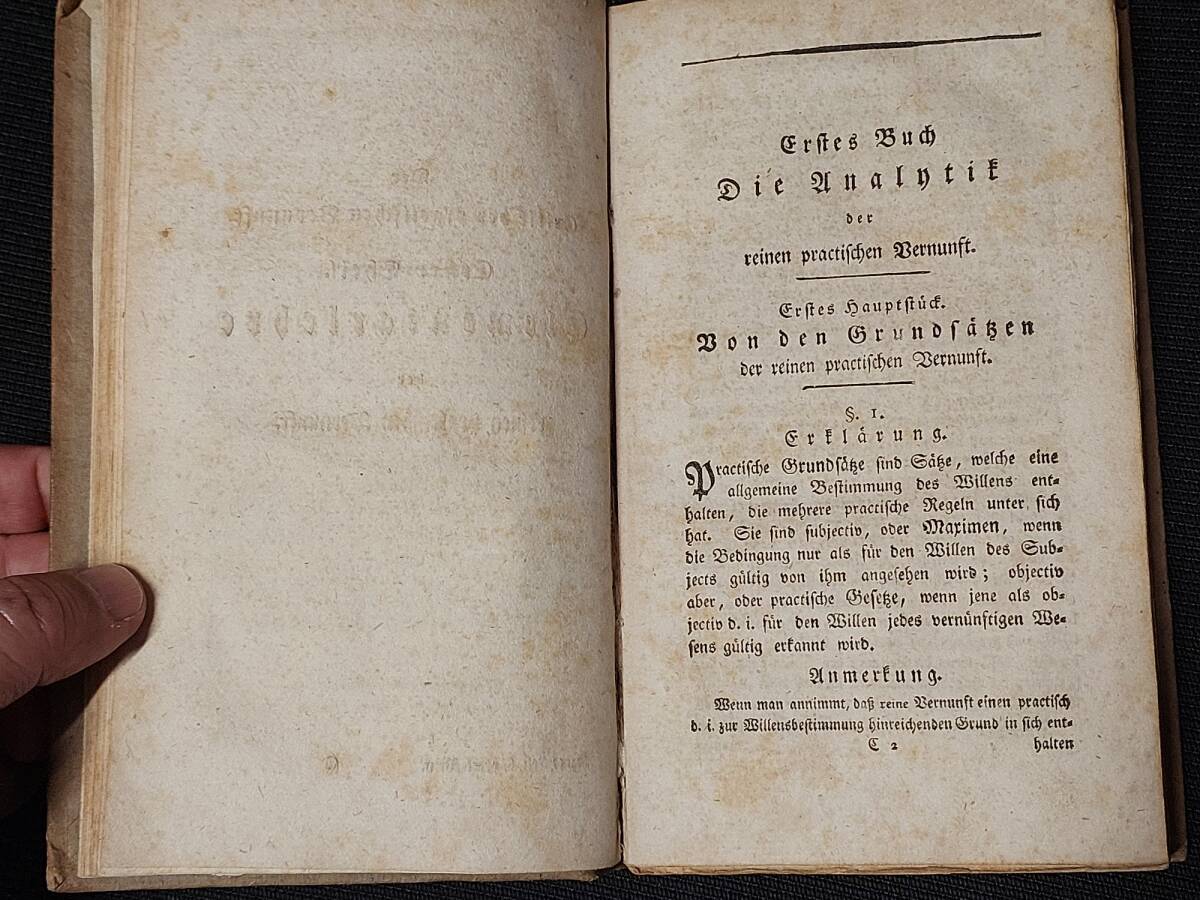 Erstes Buch
Die Analytik
der
reinen practischen Vernunft.
Erstes Hauptstück.
Von den Grundsätzen
der reinen practischen Vernunft.
§. 1.
Erklärung.
Practische Grundsätze sind Sätze, welche eine
allgemeine Bestimmung des Willens ent-
halten, die mehrere practische Regeln unter sich
hat. Sie sind subjectiv, oder Maximen, wenn
die Bedingung nur als für den Willen des Sub-
jects gültig von ihm angesehen wird; objectiv
aber, oder practische Gesetze, wenn jene als ob-
jectiv d. i. für den Willen jedes vernünftigen We-
sens gültig erkannt wird.
Anmerkung.
Wenn man annimmt, daß reine Vernunft einen practisch
d. i. zur Willensbestimmung hinreichenden Grund in sich ent-
C 2 halten